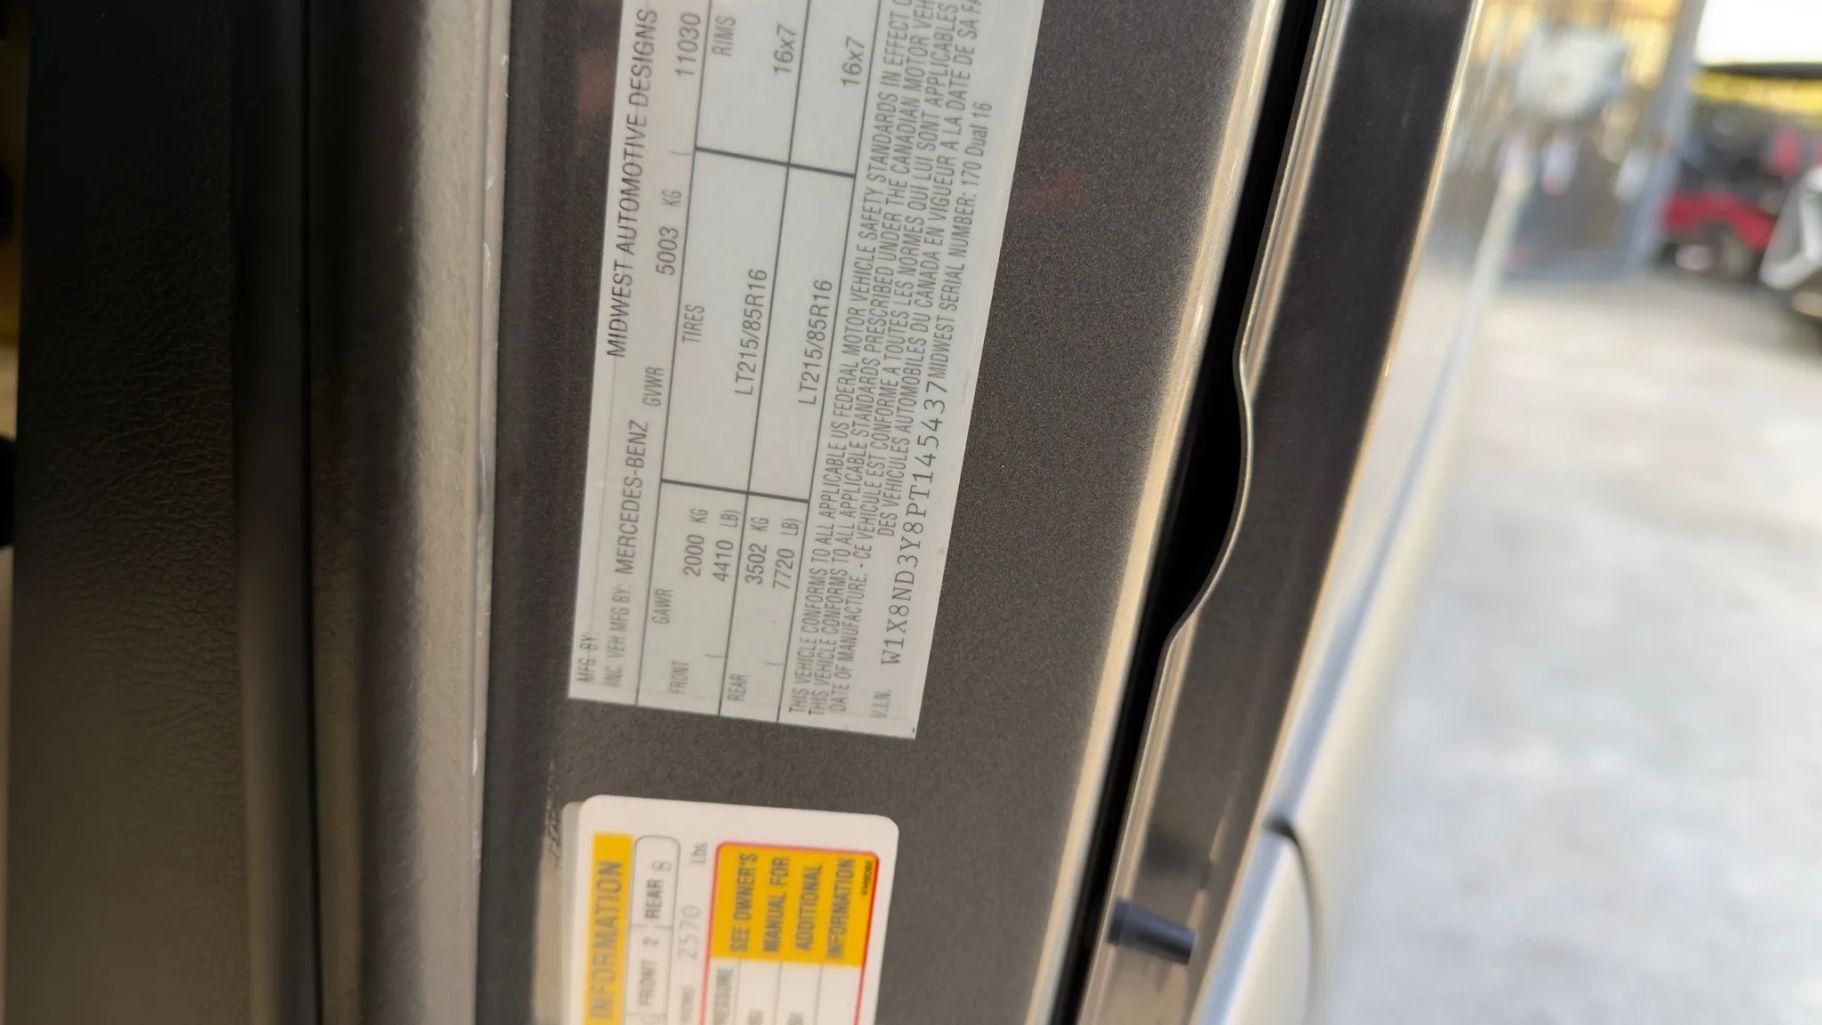 MFG BY: MIDWEST AUTOMOTIVE DESIGNS
INC. VEH MFG BY: MERCEDES-BENZ GVWR 5003 KG ( 11030
GAWR TIRES RIMS
FRONT 2000 KG
( 4410 LB) LT215/85R16 16x7
REAR 3502 KG
( 7720 LB) LT215/85R16 16x7
THIS VEHICLE CONFORMS TO ALL APPLICABLE US FEDERAL MOTOR VEHICLE SAFETY STANDARDS IN EFFECT
THIS VEHICLE CONFORMS TO ALL APPLICABLE STANDARDS PRESCRIBED UNDER THE CANADIAN MOTOR VEH
DATE OF MANUFACTURE. - CE VEHICULE EST CONFORME A TOUTES LES NORMES QUI LUI SONT APPLICABLES
DES VEHICULES AUTOMOBILES DU CANADA EN VIGUEUR A LA DATE DE SA FA
V.I.N. W1X8ND3Y8PT145437 MIDWEST SERIAL NUMBER: 170 Dual 16
INFORMATION
FRONT 2 REAR 8
2570 Lbs
SEE OWNER'S
MANUAL FOR
ADDITIONAL
INFORMATION